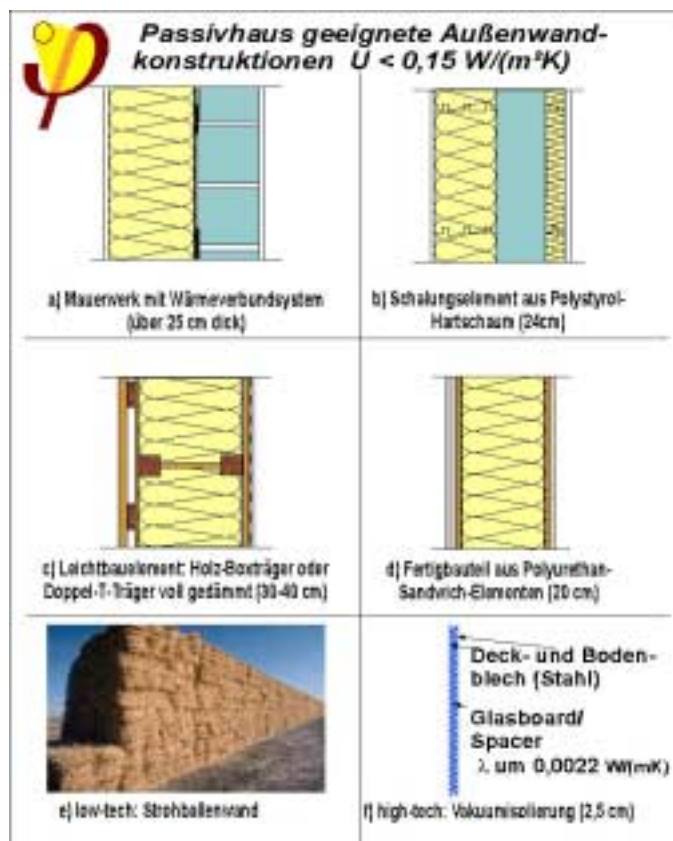 Passivhaus geeignete Außenwand-
konstruktionen U < 0,15 W/(m²K)
a) Mauerwerk mit Wärmeverbundsystem
(über 25 cm dick)
b) Schalungselement aus Polystyrol-
Hartschaum (24cm)
c) Leichtbauelement: Holz-Boxträger oder
Doppel-T-Träger voll gedämmt (30-40 cm)
d) Fertigbauteil aus Polyurethan-
Sandwich-Elementen (20 cm)
e) low-tech: Strohballenwand
Deck- und Boden-
blech (Stahl)
Glasboard/
Spacer
λ um 0,0022 W/(mK)
f) high-tech: Vakuumisolierung (2,5 cm)